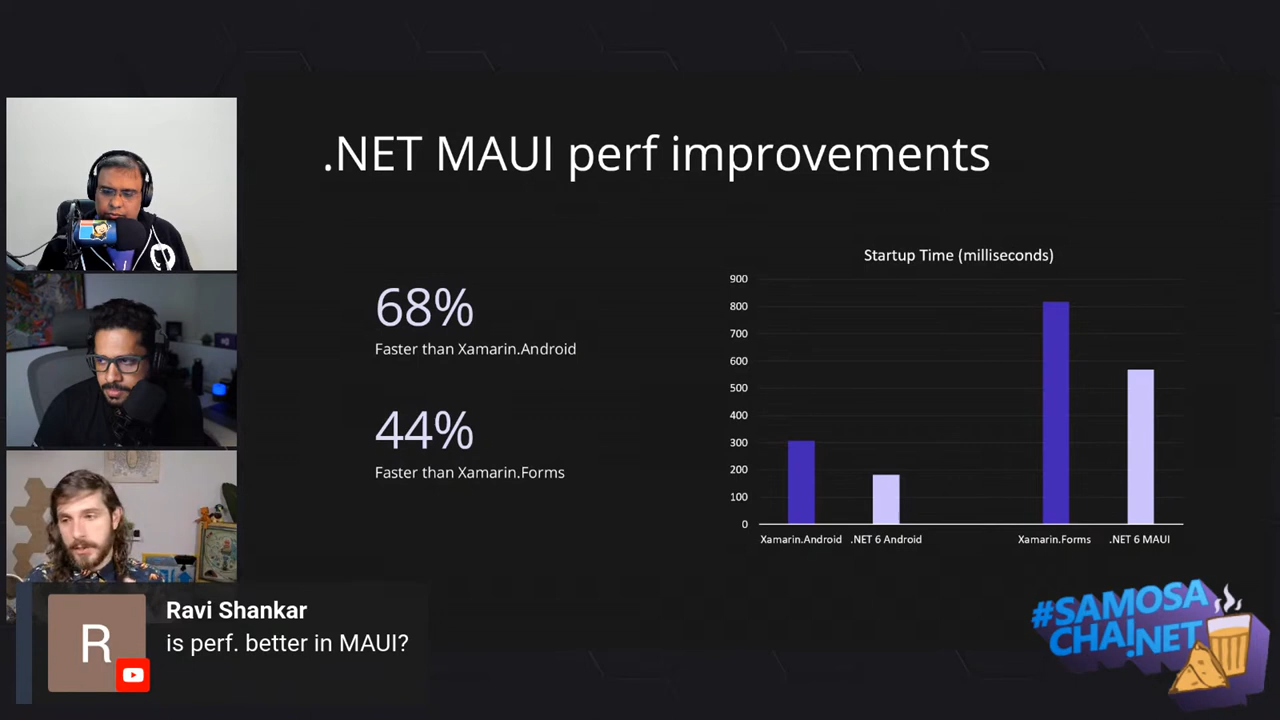 .NET MAUI perf improvements
68%
Faster than Xamarin.Android
44%
Faster than Xamarin.Forms
Startup Time (milliseconds)
900
800
700
600
500
400
300
200
100
0
Xamarin.Android .NET 6 Android Xamarin.Forms .NET 6 MAUI
R
Ravi Shankar
is perf. better in MAUI?
#SAMOSA
CHAI.NET